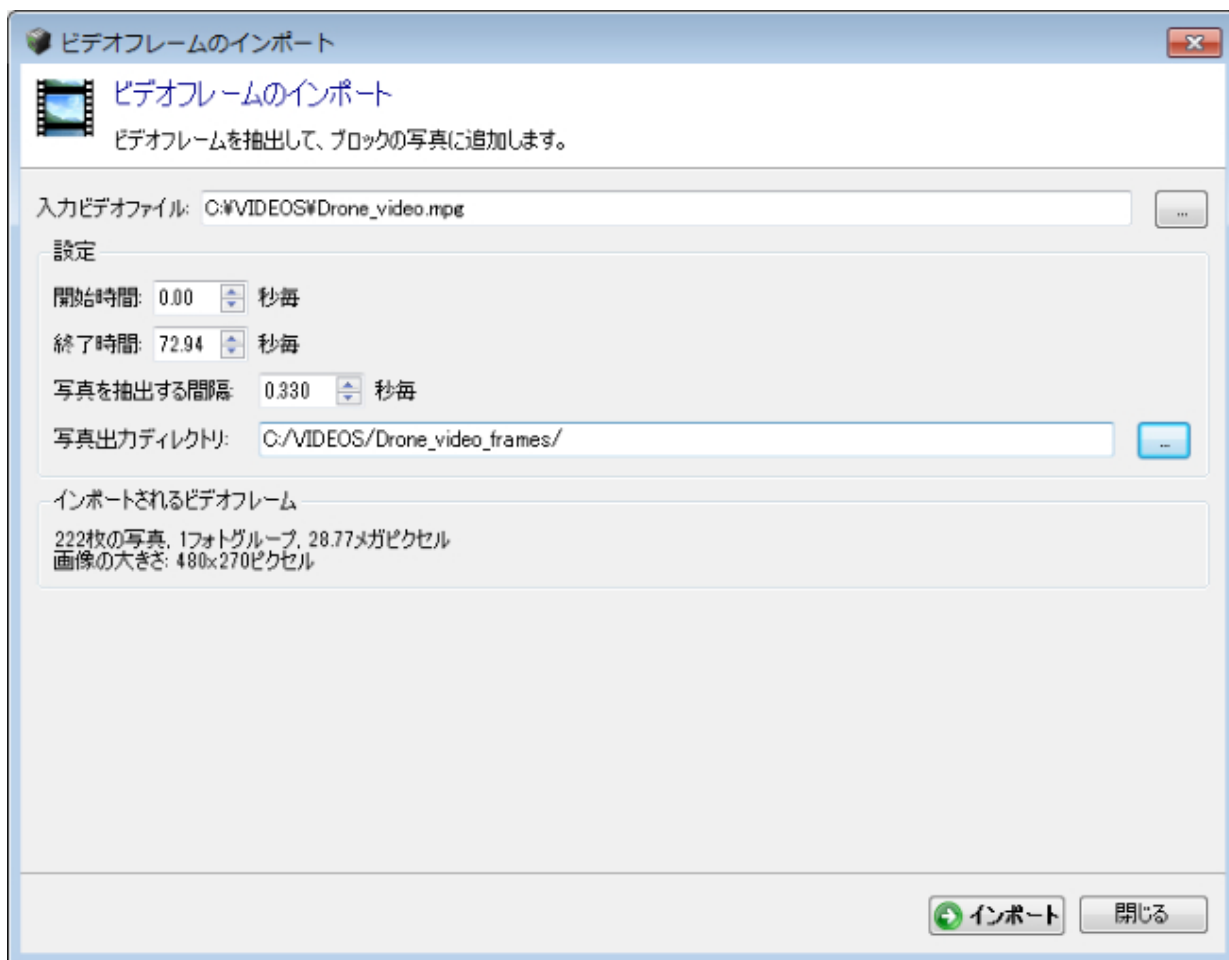 ビデオフレームのインポート
ビデオフレームのインポート
ビデオフレームを抽出して、ブロックの写真に追加します。
入力ビデオファイル: C:¥VIDEOS¥Drone_video.mpg ...
設定
開始時間: 0.00 秒毎
終了時間: 72.94 秒毎
写真を抽出する間隔: 0.330 秒毎
写真出力ディレクトリ: C:/VIDEOS/Drone_video_frames/ ...
インポートされるビデオフレーム
222枚の写真, 1フォトグループ, 28.77メガピクセル
画像の大きさ: 480x270ピクセル
インポート 閉じる